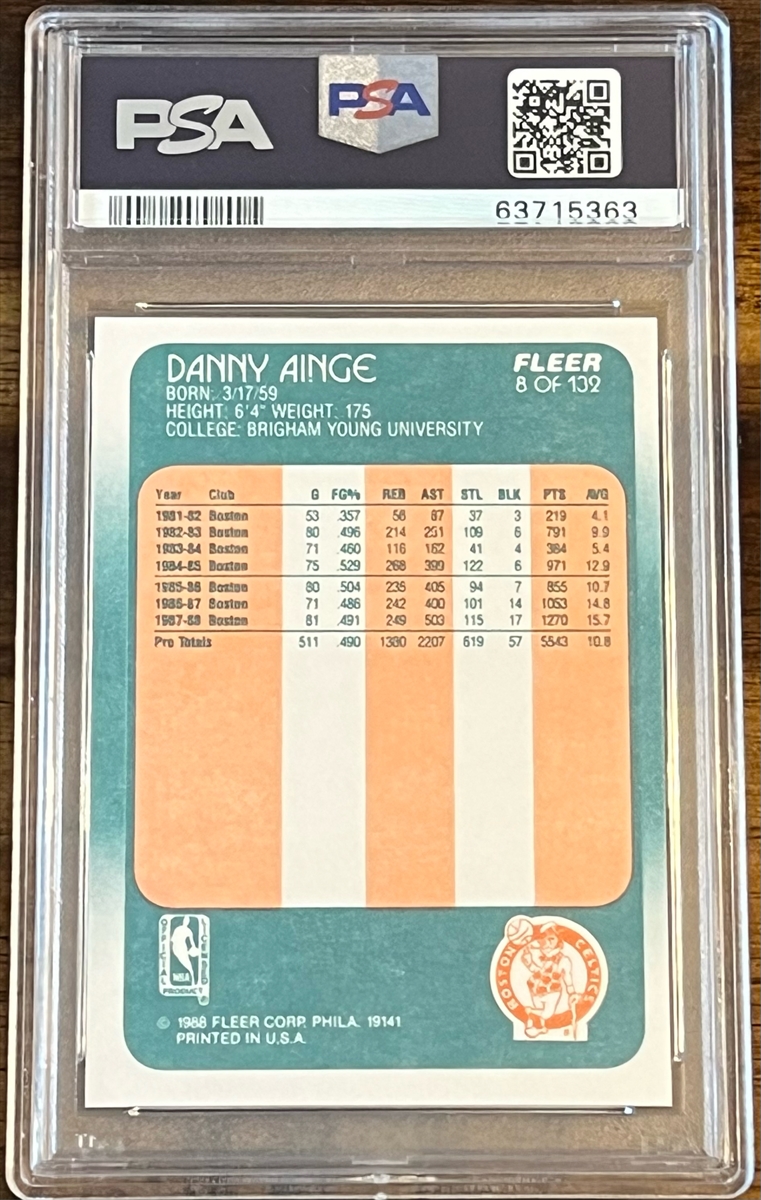 PSA
PSA
63715363
DANNY AINGE
FLEER
8 OF 132
BORN: 3/17/59
HEIGHT: 6'4" WEIGHT: 175
COLLEGE: BRIGHAM YOUNG UNIVERSITY
Year Club G FG% REB AST STL BLK PTS AVG
1981-82 Boston 53 .357 56 87 37 3 219 4.1
1982-83 Boston 80 .496 214 251 109 6 791 9.9
1983-84 Boston 71 .460 116 162 41 4 384 5.4
1984-85 Boston 75 .529 268 399 122 6 971 12.9
1985-86 Boston 80 .504 235 405 94 7 855 10.7
1986-87 Boston 71 .486 242 400 101 14 1053 14.8
1987-88 Boston 81 .491 249 503 115 17 1270 15.7
Pro Totals 511 .490 1380 2207 619 57 5543 10.8
OFFICIAL LICENSED
NBA
PRODUCT ®
BOSTON CELTICS
®
© 1988 FLEER CORP. PHILA. 19141
PRINTED IN U.S.A.